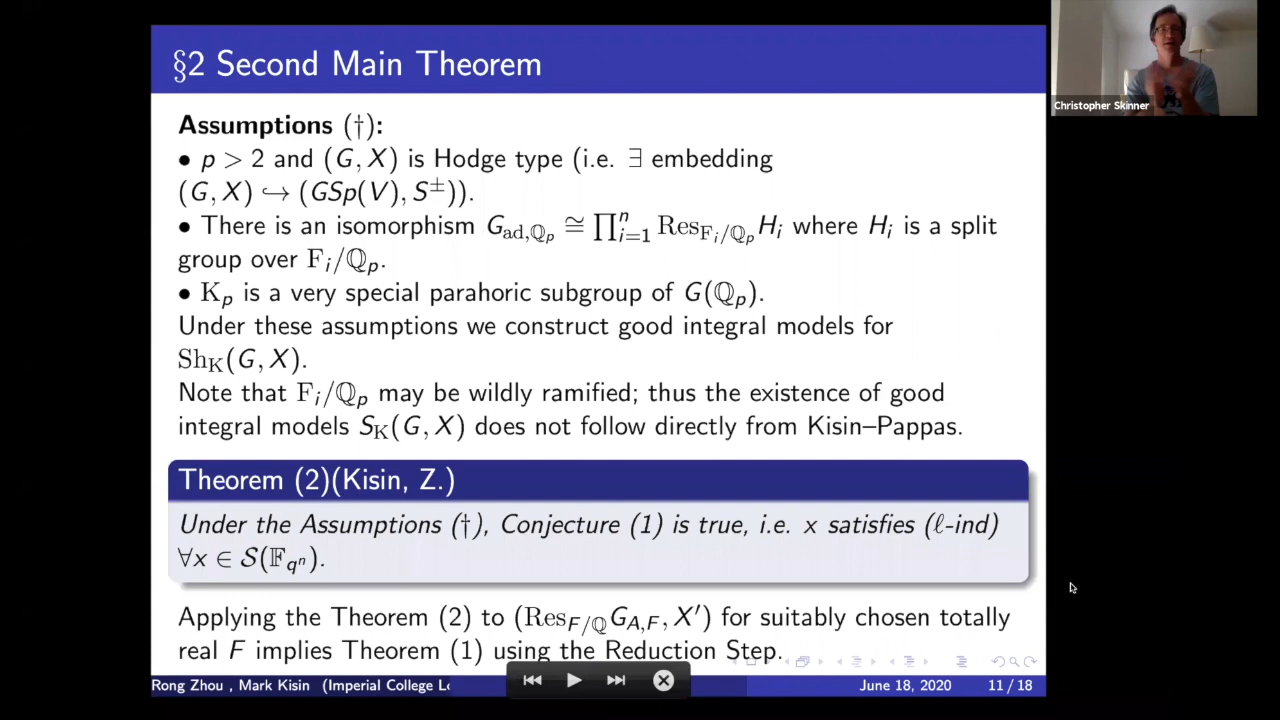 §2 Second Main Theorem
Christopher Skinner
Assumptions (†):
• p > 2 and (G, X) is Hodge type (i.e. ∃ embedding
(G, X) ↪ (GSp(V), S^±)).
• There is an isomorphism G_{ad,ℚ_p} ≅ ∏_{i=1}^n Res_{F_i/ℚ_p} H_i where H_i is a split
group over F_i/ℚ_p.
• K_p is a very special parahoric subgroup of G(ℚ_p).
Under these assumptions we construct good integral models for
Sh_K(G, X).
Note that F_i/ℚ_p may be wildly ramified; thus the existence of good
integral models S_K(G, X) does not follow directly from Kisin–Pappas.
Theorem (2)(Kisin, Z.)
Under the Assumptions (†), Conjecture (1) is true, i.e. x satisfies (ℓ-ind)
∀x ∈ 𝒮(𝔽_{q^n}).
Applying the Theorem (2) to (Res_{F/ℚ} G_{A,F}, X′) for suitably chosen totally
real F implies Theorem (1) using the Reduction Step.
Rong Zhou , Mark Kisin (Imperial College
June 18, 2020
11 / 18